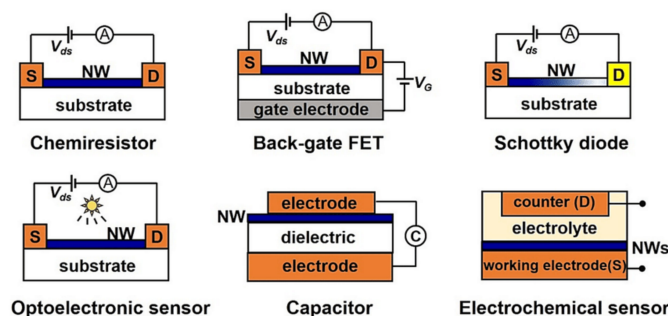 V_ds A
S NW D
substrate
Chemiresistor
V_ds A
S NW D V_G
substrate
gate electrode
Back-gate FET
V_ds A
S NW D
substrate
Schottky diode
V_ds A
S NW D
substrate
Optoelectronic sensor
electrode
NW
dielectric C
electrode
Capacitor
counter (D)
electrolyte
NWs
working electrode(S)
Electrochemical sensor